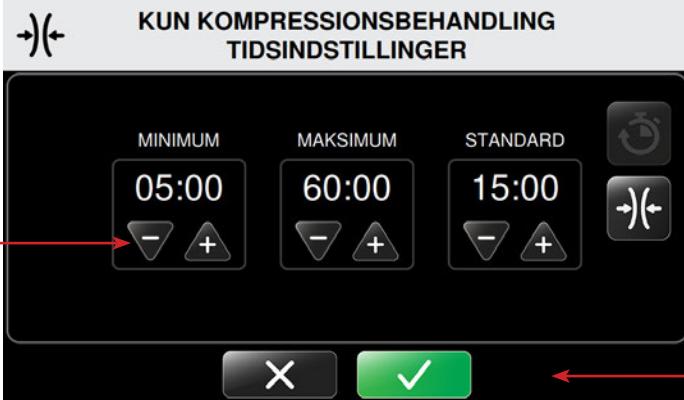 KUN KOMPRESSIONSBEHANDLING
TIDSINDSTILLINGER
MINIMUM MAKSIMUM STANDARD
05:00 60:00 15:00
- + - + - +